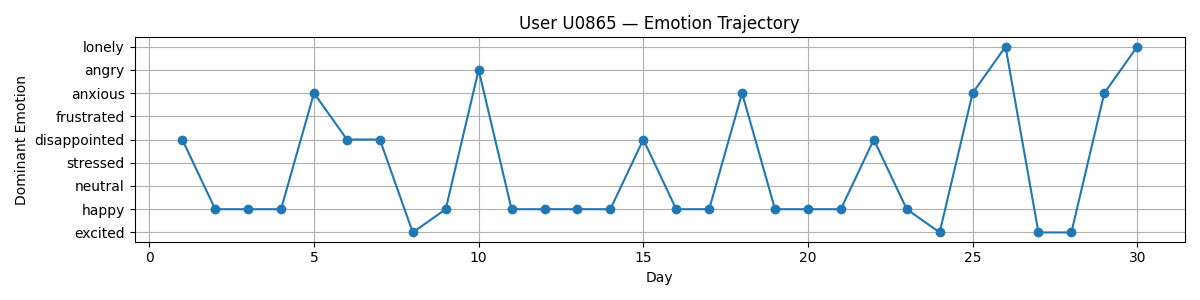 User U0865 — Emotion Trajectory
Dominant Emotion
lonely
angry
anxious
frustrated
disappointed
stressed
neutral
happy
excited
0 5 10 15 20 25 30
Day